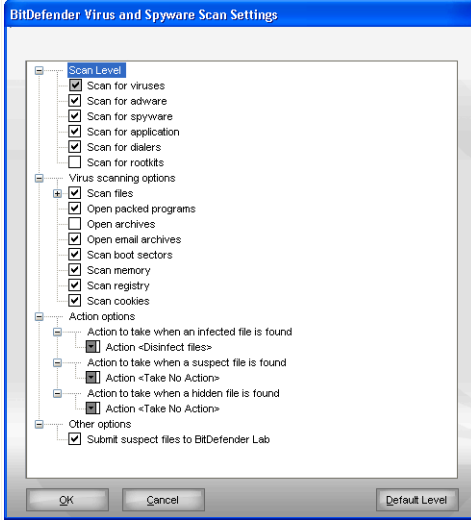 BitDefender Virus and Spyware Scan Settings
Scan Level
Scan for viruses
Scan for adware
Scan for spyware
Scan for application
Scan for dialers
Scan for rootkits
Virus scanning options
Scan files
Open packed programs
Open archives
Open email archives
Scan boot sectors
Scan memory
Scan registry
Scan cookies
Action options
Action to take when an infected file is found
Action <Disinfect files>
Action to take when a suspect file is found
Action <Take No Action>
Action to take when a hidden file is found
Action <Take No Action>
Other options
Submit suspect files to BitDefender Lab
OK Cancel Default Level